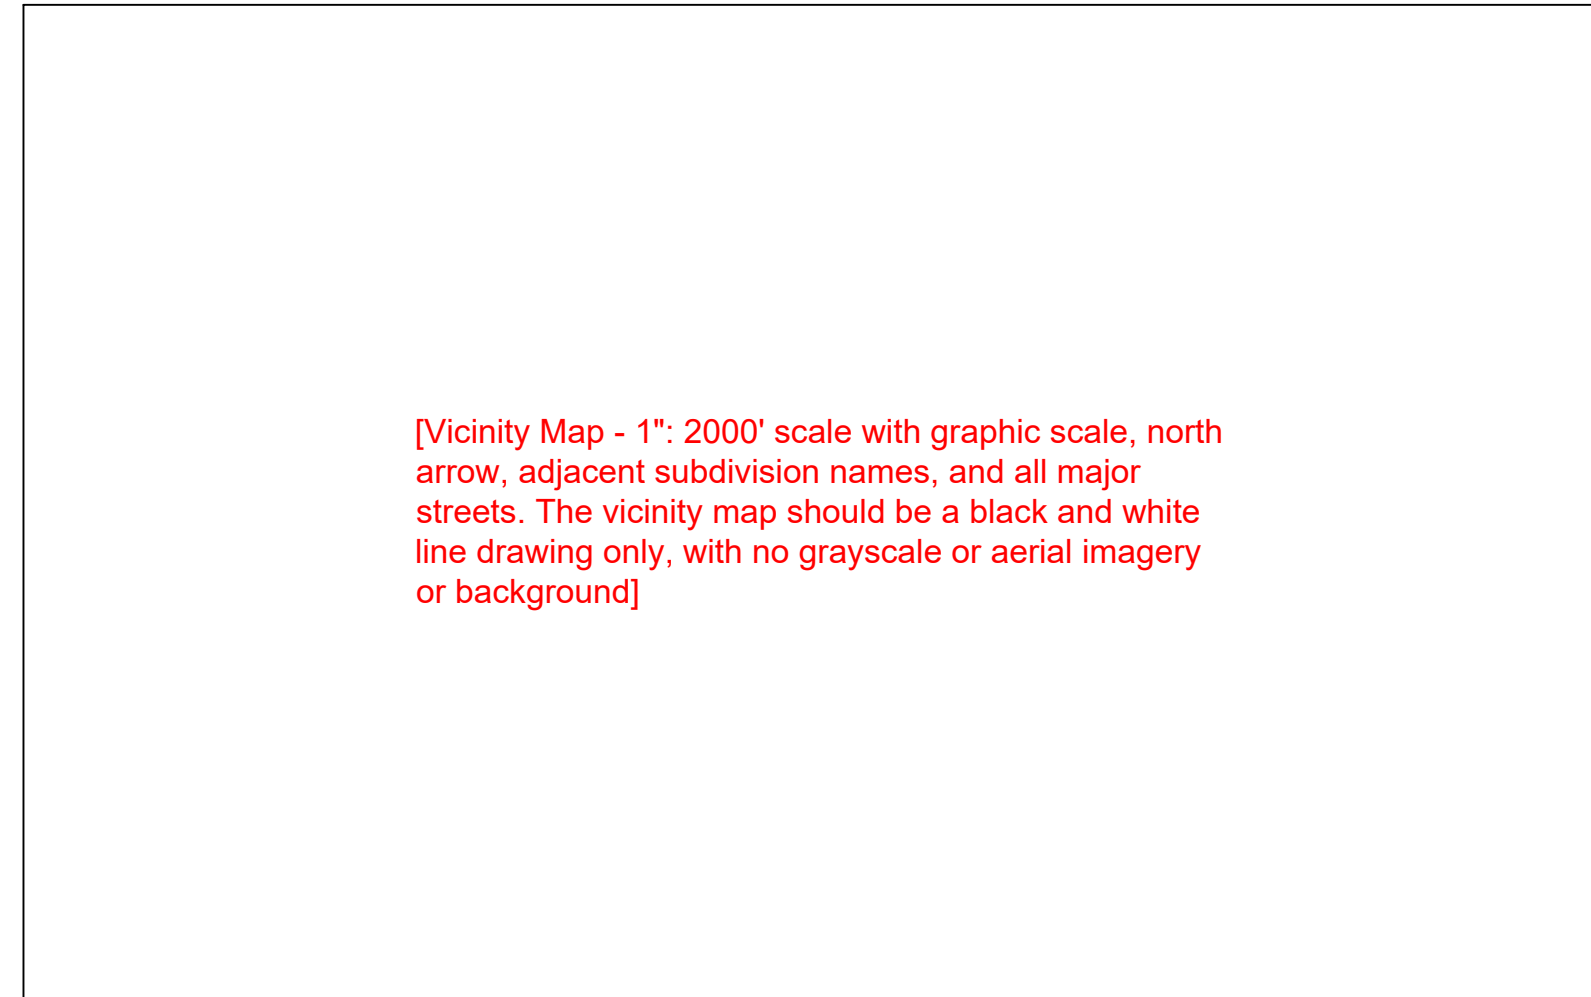 [Vicinity Map - 1": 2000' scale with graphic scale, north
arrow, adjacent subdivision names, and all major
streets. The vicinity map should be a black and white
line drawing only, with no grayscale or aerial imagery
or background]